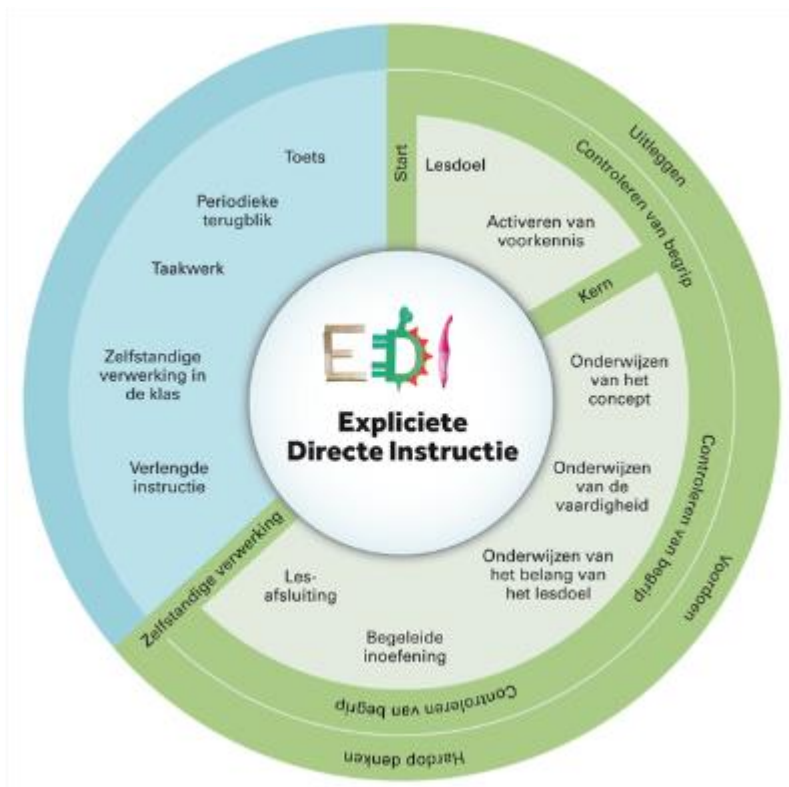 Start
Lesdoel
Activeren van
voorkennis
Uitleggen
Controleren van begrip
Kern
Onderwijzen
van het
concept
Onderwijzen
van de
vaardigheid
Onderwijzen van
het belang van
het lesdoel
Controleren van begrip
Voordoen
Begeleide
inoefening
Les-
afsluiting
Controleren van begrip
Hardop denken
Zelfstandige verwerking
Verlengde
instructie
Zelfstandige
verwerking in
de klas
Taakwerk
Periodieke
terugblik
Toets
EDI
Expliciete
Directe Instructie